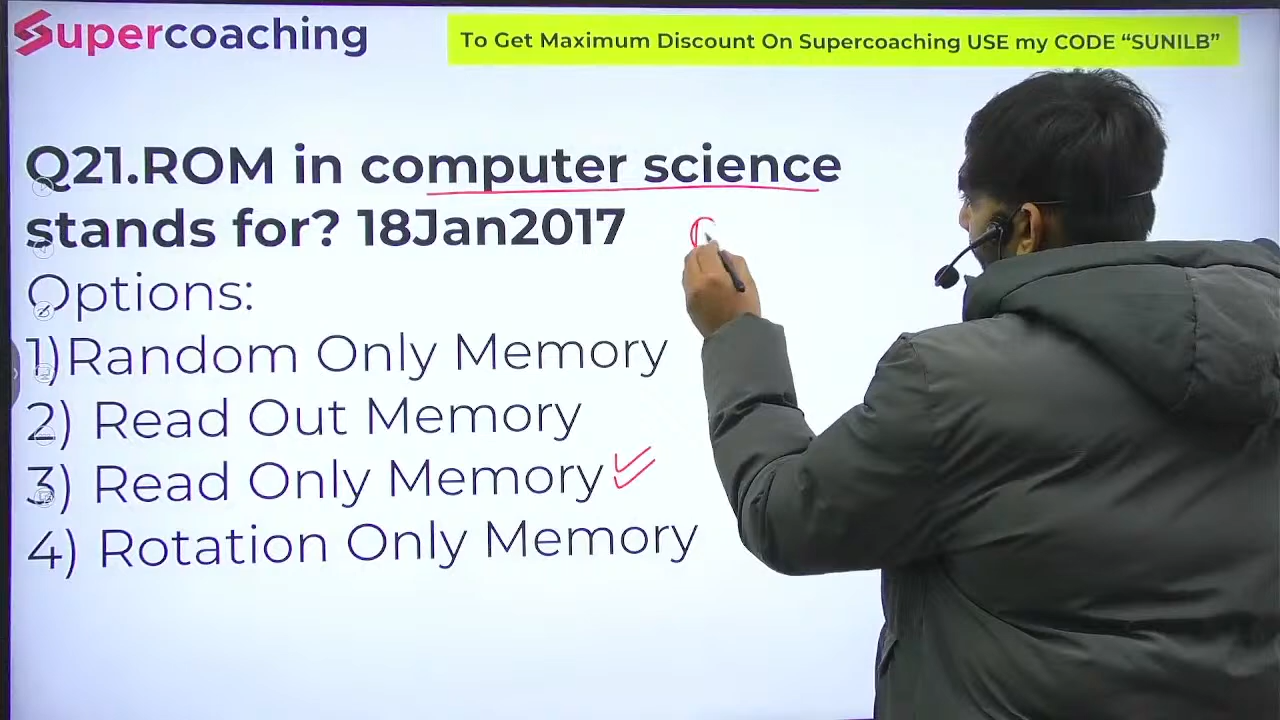 Supercoaching
To Get Maximum Discount On Supercoaching USE my CODE “SUNILB”
Q21.ROM in computer science
stands for? 18Jan2017
Options:
1)Random Only Memory
2) Read Out Memory
3) Read Only Memory
4) Rotation Only Memory